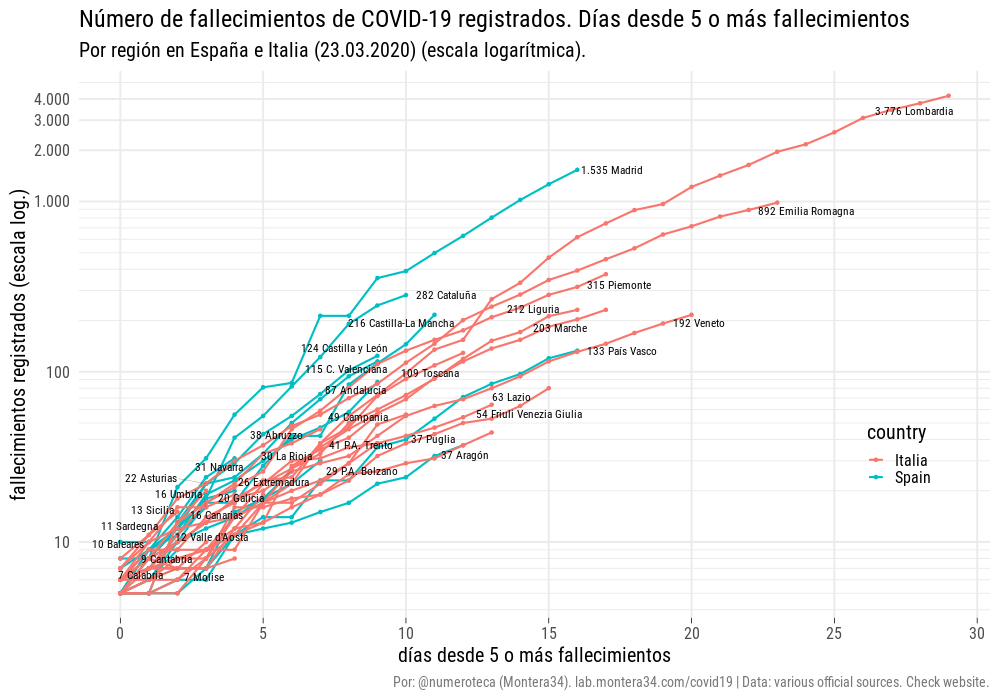 Número de fallecimientos de COVID-19 registrados. Días desde 5 o más fallecimientos
Por región en España e Italia (23.03.2020) (escala logarítmica).
fallecimientos registrados (escala log.)
4.000
3.000
2.000
1.000
100
10
3.776 Lombardia
1.535 Madrid
892 Emilia Romagna
315 Piemonte
282 Cataluña
212 Liguria
216 Castilla-La Mancha
203 Marche
192 Veneto
124 Castilla y León
133 País Vasco
115 C. Valenciana
109 Toscana
87 Andalucía
63 Lazio
49 Campania
54 Friuli Venezia Giulia
38 Abruzzo
37 Puglia
41 P.A. Trento
30 La Rioja
37 Aragón
31 Navarra
29 P.A. Bolzano
22 Asturias
26 Extremadura
16 Umbria
20 Galicia
13 Sicilia
16 Canarias
11 Sardegna
12 Valle d'Aosta
10 Baleares
9 Cantabria
7 Calabria
7 Molise
country
Italia
Spain
0
5
10
15
20
25
30
días desde 5 o más fallecimientos
Por: @numeroteca (Montera34). lab.montera34.com/covid19 | Data: various official sources. Check website.